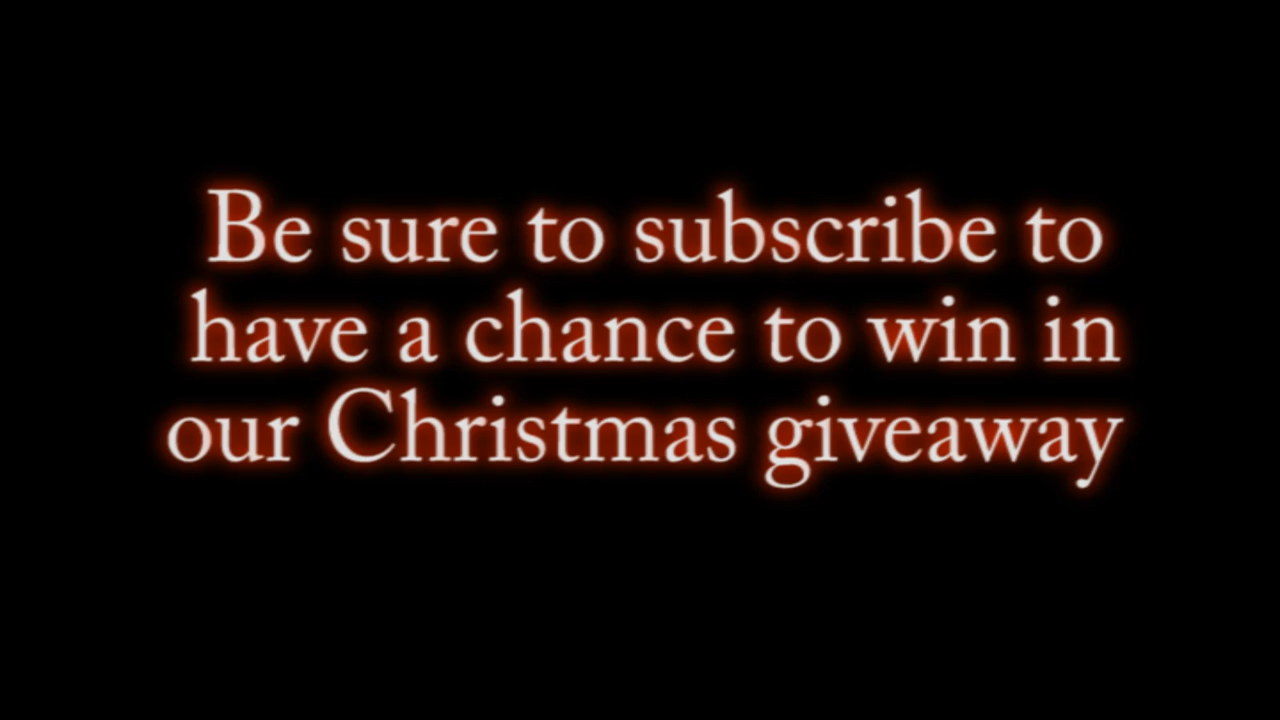 Be sure to subscribe to
have a chance to win in
our Christmas giveaway